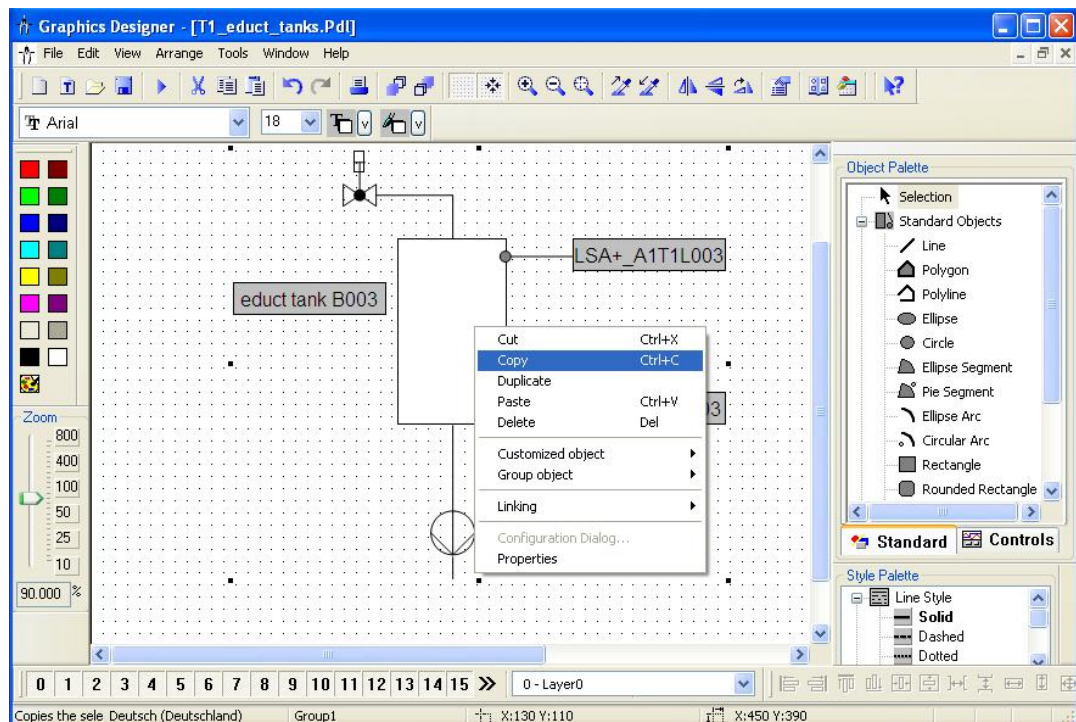 Graphics Designer - [T1_educt_tanks.Pdl]
File Edit View Arrange Tools Window Help
Arial 18
Object Palette
Selection
Standard Objects
Line
Polygon
Polyline
Ellipse
Circle
Ellipse Segment
Pie Segment
Ellipse Arc
Circular Arc
Rectangle
Rounded Rectangle
Standard Controls
Style Palette
Line Style
Solid
Dashed
Dotted
Zoom
800
400
100
50
25
10
90.000 %
LSA+_A1T1L003
educt tank B003
03
Cut Ctrl+X
Copy Ctrl+C
Duplicate
Paste Ctrl+V
Delete Del
Customized object
Group object
Linking
Configuration Dialog...
Properties
0 1 2 3 4 5 6 7 8 9 10 11 12 13 14 15 0 - Layer0
Copies the sele Deutsch (Deutschland) Group1 X:130 Y:110 X:450 Y:390